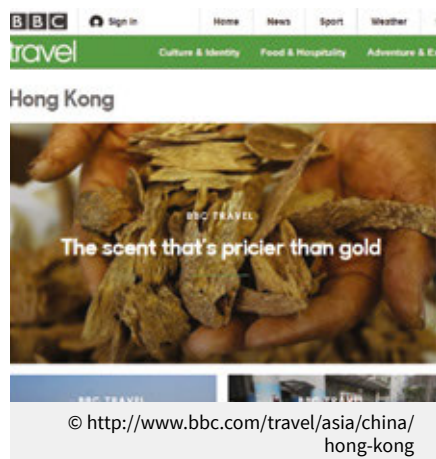 BBC Sign in Home News Sport Weather
travel Culture & Identity Food & Hospitality Adventure &
Hong Kong
BBC TRAVEL
The scent that's pricier than gold
BBC TRAVEL BBC TRAVEL
© http://www.bbc.com/travel/asia/china/
hong-kong